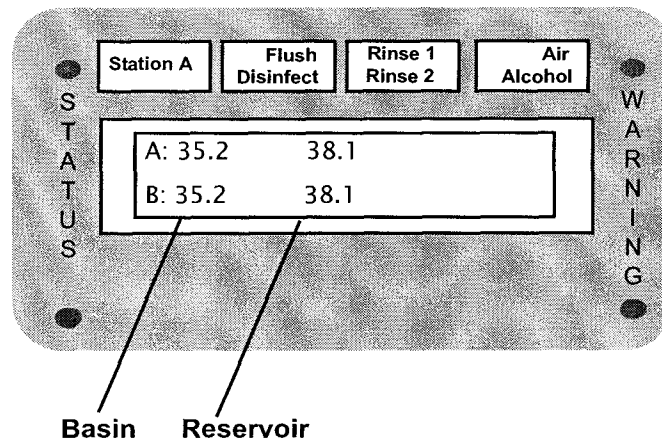 Station A
Flush
Disinfect
Rinse 1
Rinse 2
Air
Alcohol
STATUS
WARNING
A: 35.2 38.1
B: 35.2 38.1
Basin Reservoir